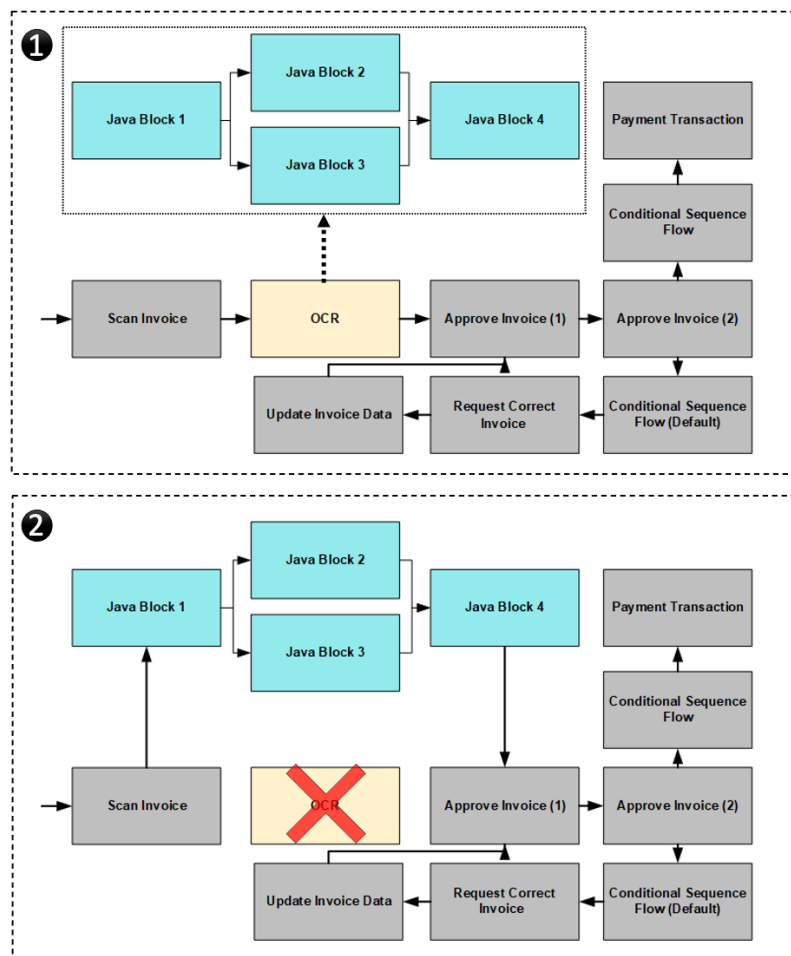 1
Java Block 2
Java Block 1
Java Block 4
Payment Transaction
Java Block 3
Conditional Sequence
Flow
Scan Invoice
OCR
Approve Invoice (1)
Approve Invoice (2)
Update Invoice Data
Request Correct
Invoice
Conditional Sequence
Flow (Default)
2
Java Block 2
Java Block 1
Java Block 4
Payment Transaction
Java Block 3
Conditional Sequence
Flow
Scan Invoice
OCR
Approve Invoice (1)
Approve Invoice (2)
Update Invoice Data
Request Correct
Invoice
Conditional Sequence
Flow (Default)